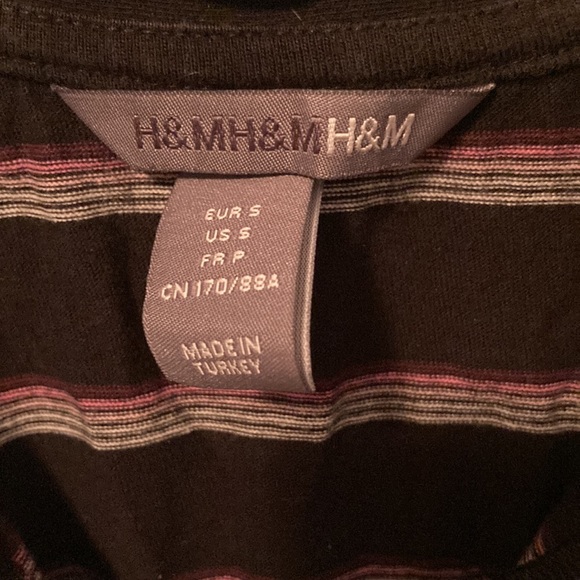 H&MH&MH&M
EUR S
US S
FR P
CN 170/88A
MADE IN
TURKEY